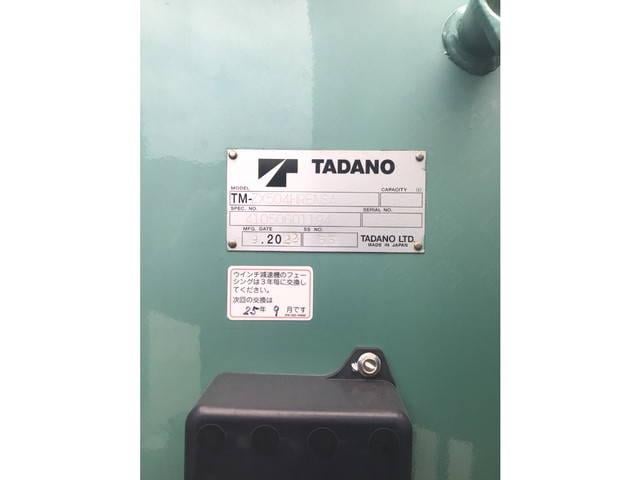 TADANO
MODEL
CAPACITY (t)
TM-ZX504HRENSA
SPEC. NO.
SERIAL NO.
MFG. DATE
SS NO.
TADANO LTD.
9.2022
MADE IN JAPAN
ウインチ減速機のフェー
シングは3年毎に交換し
てください。
次回の交換は
25年 9月です